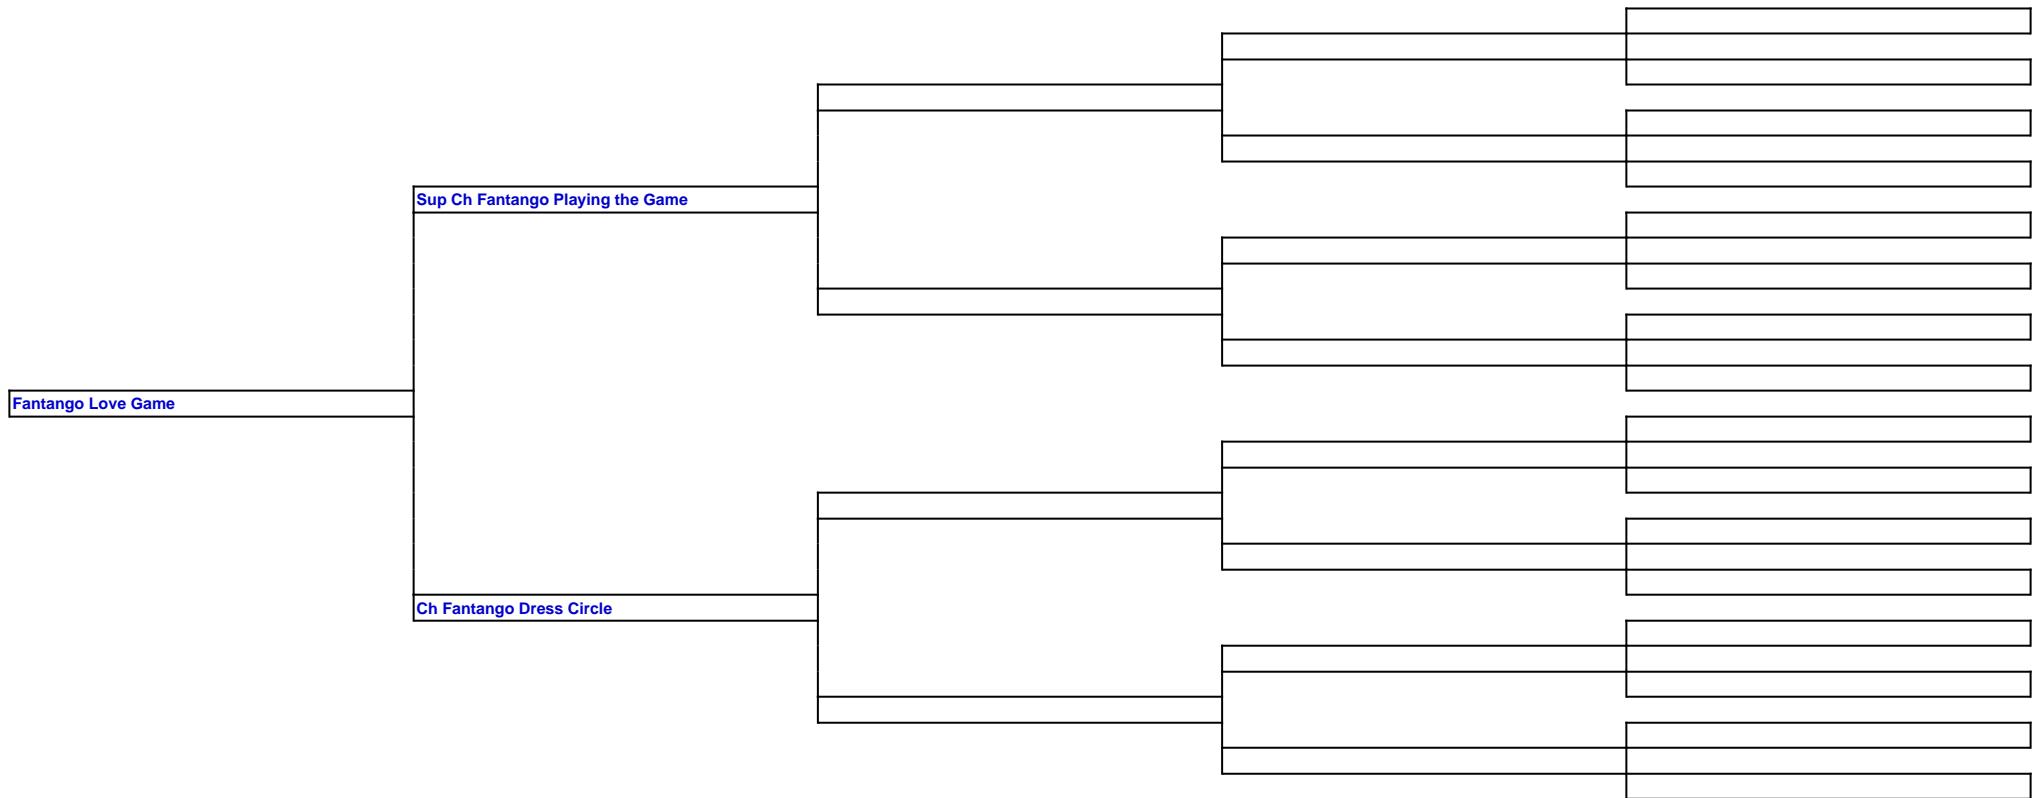 Sup Ch Fantango Playing the Game
Fantango Love Game
Ch Fantango Dress Circle